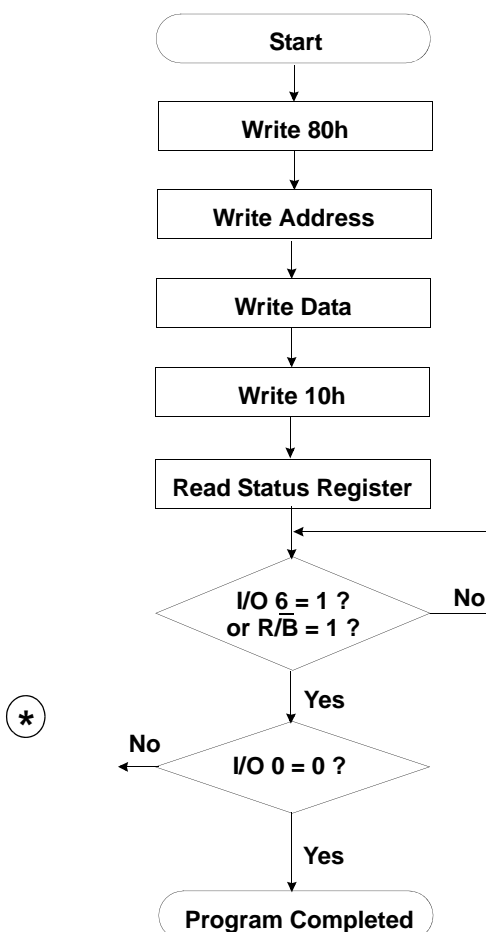 Start
Write 80h
Write Address
Write Data
Write 10h
Read Status Register
I/O 6 = 1 ?
or R/B̅ = 1 ?
No
Yes
*
No
I/O 0 = 0 ?
Yes
Program Completed